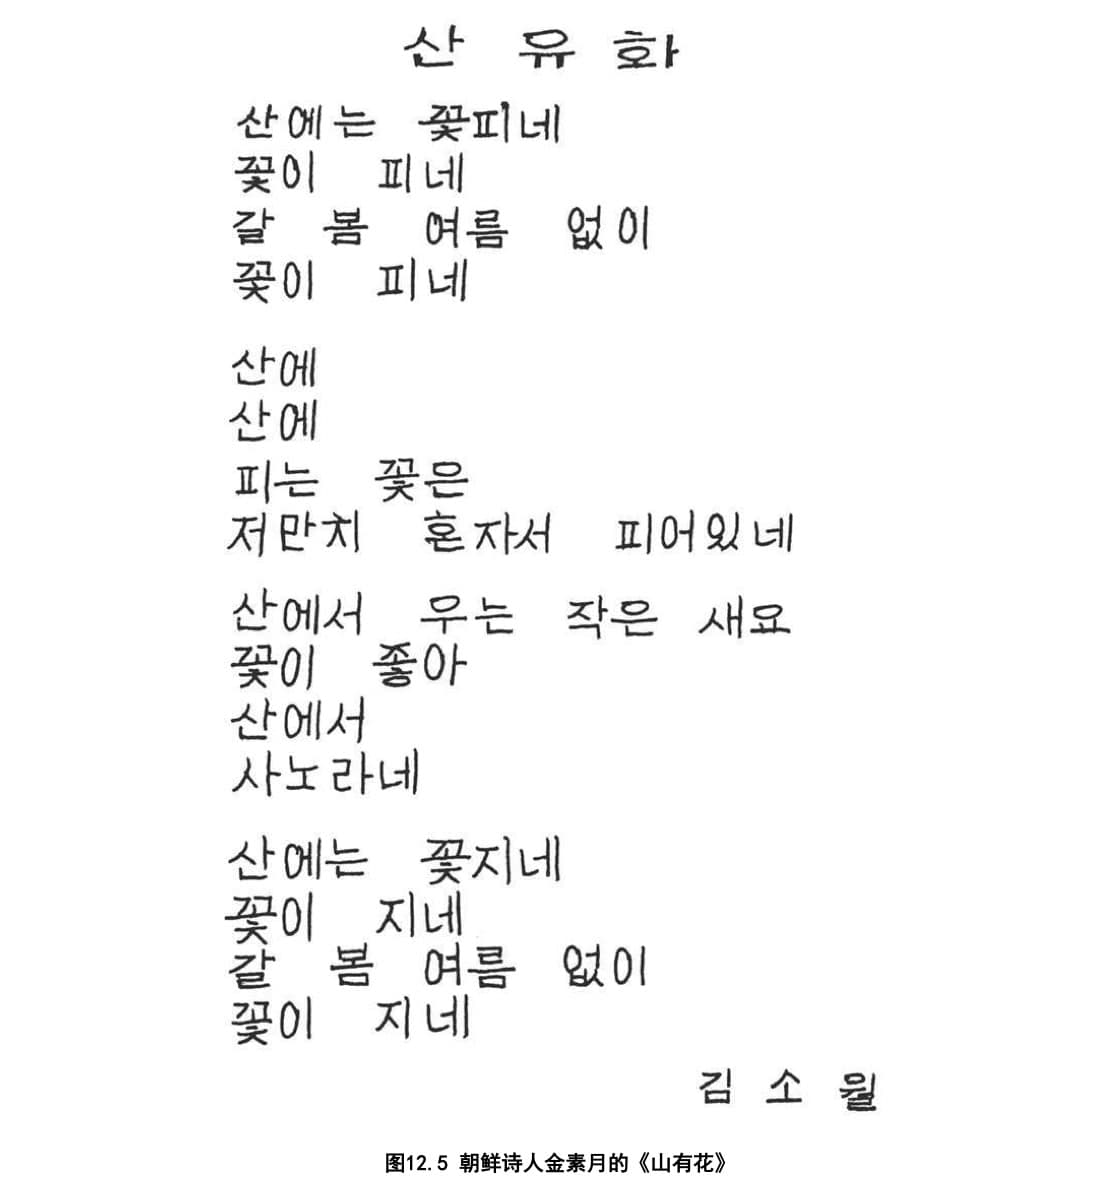 산 유 화
산에는 꽃피네
꽃이 피네
갈 봄 여름 없이
꽃이 피네
산에
산에
피는 꽃은
저만치 혼자서 피어있네
산에서 우는 작은 새요
꽃이 좋아
산에서
사노라네
산에는 꽃지네
꽃이 지네
갈 봄 여름 없이
꽃이 지네
김 소 월
图12.5 朝鲜诗人金素月的《山有花》